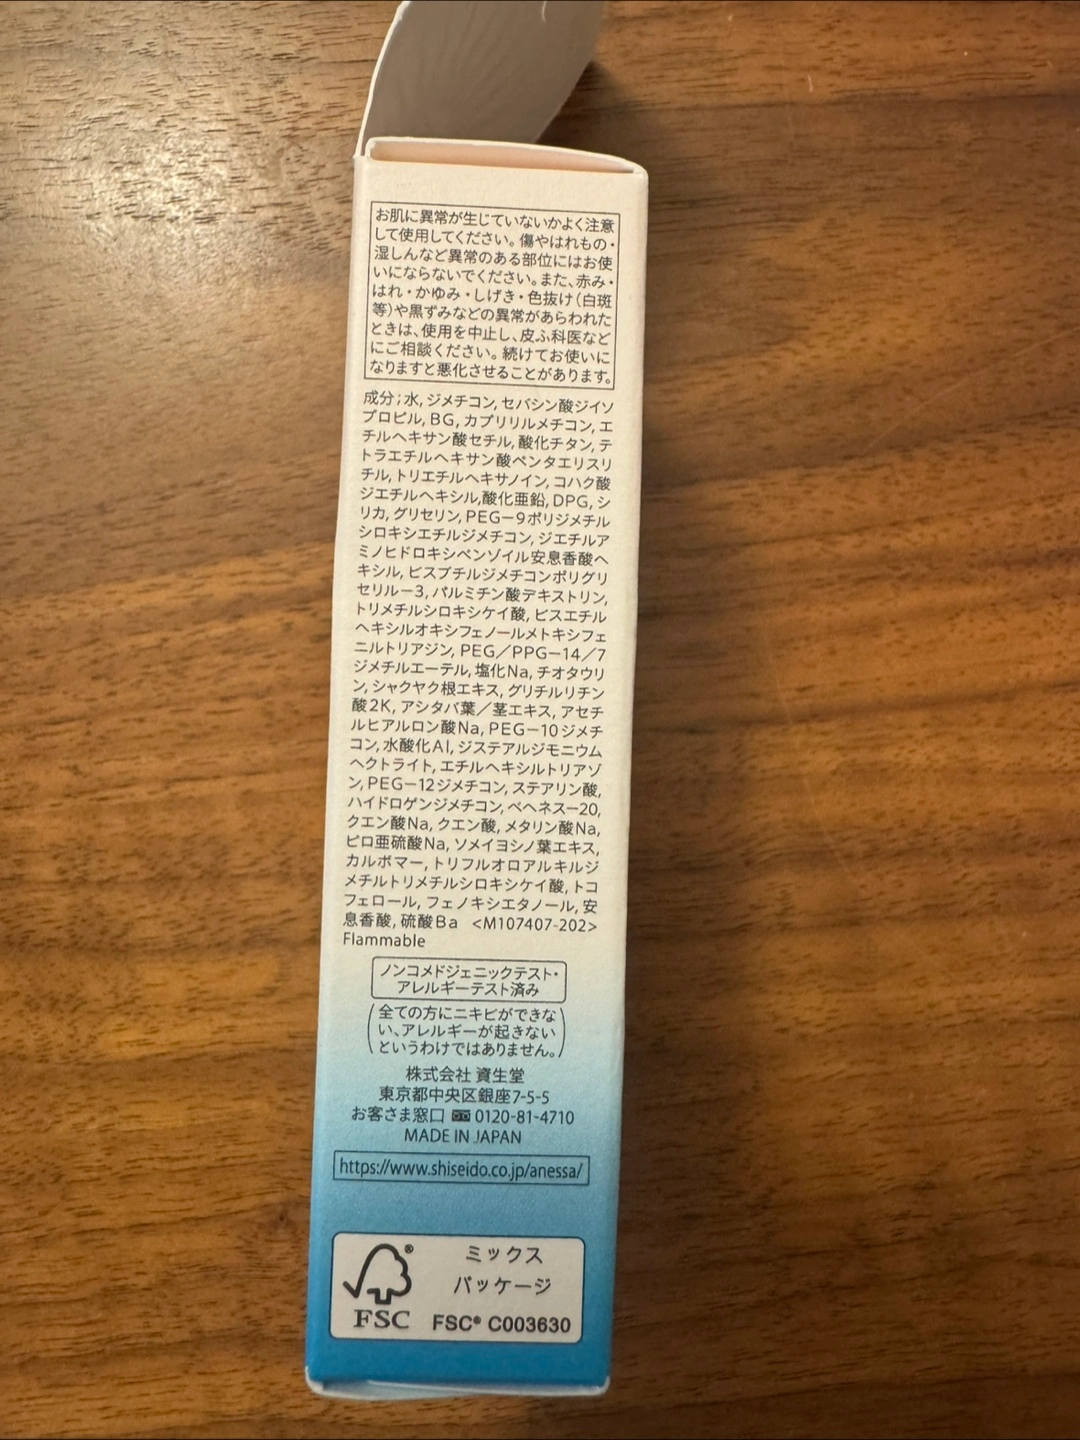 お肌に異常が生じていないかよく注意
して使用してください。傷やはれもの・
湿しんなど異常のある部位にはお使
いにならないでください。また、赤み・
はれ・かゆみ・しげき・色抜け(白斑
等)や黒ずみなどの異常があらわれた
ときは、使用を中止し、皮ふ科医など
にご相談ください。続けてお使いに
なりますと悪化させることがあります。
成分;水, ジメチコン, セバシン酸ジイソ
プロピル, BG, カプリリルメチコン, エ
チルヘキサン酸セチル, 酸化チタン, テ
トラエチルヘキサン酸ペンタエリスリ
チル, トリエチルヘキサノイン, コハク酸
ジエチルヘキシル, 酸化亜鉛, DPG, シ
リカ, グリセリン, PEG－9ポリジメチル
シロキシエチルジメチコン, ジエチルア
ミノヒドロキシベンゾイル安息香酸ヘ
キシル, ビスブチルジメチコンポリグリ
セリル－3, パルミチン酸デキストリン,
トリメチルシロキシケイ酸, ビスエチル
ヘキシルオキシフェノールメトキシフェ
ニルトリアジン, PEG／PPG－14／7
ジメチルエーテル, 塩化Na, チオタウリ
ン, シャクヤク根エキス, グリチルリチン
酸2K, アシタバ葉／茎エキス, アセチ
ルヒアルロン酸Na, PEG－10ジメチ
コン, 水酸化Al, ジステアルジモニウム
ヘクトライト, エチルヘキシルトリアゾ
ン, PEG－12ジメチコン, ステアリン酸,
ハイドロゲンジメチコン, ベヘネス－20,
クエン酸Na, クエン酸, メタリン酸Na,
ピロ亜硫酸Na, ソメイヨシノ葉エキス,
カルボマー, トリフルオロアルキルジ
メチルトリメチルシロキシケイ酸, トコ
フェロール, フェノキシエタノール, 安
息香酸, 硫酸Ba <M107407-202>
Flammable
ノンコメドジェニックテスト・
アレルギーテスト済み
(全ての方にニキビができな
い、アレルギーが起きない
というわけではありません。)
株式会社 資生堂
東京都中央区銀座7-5-5
お客さま窓口 0120-81-4710
MADE IN JAPAN
https://www.shiseido.co.jp/anessa/
ミックス
パッケージ
FSC
FSC® C003630